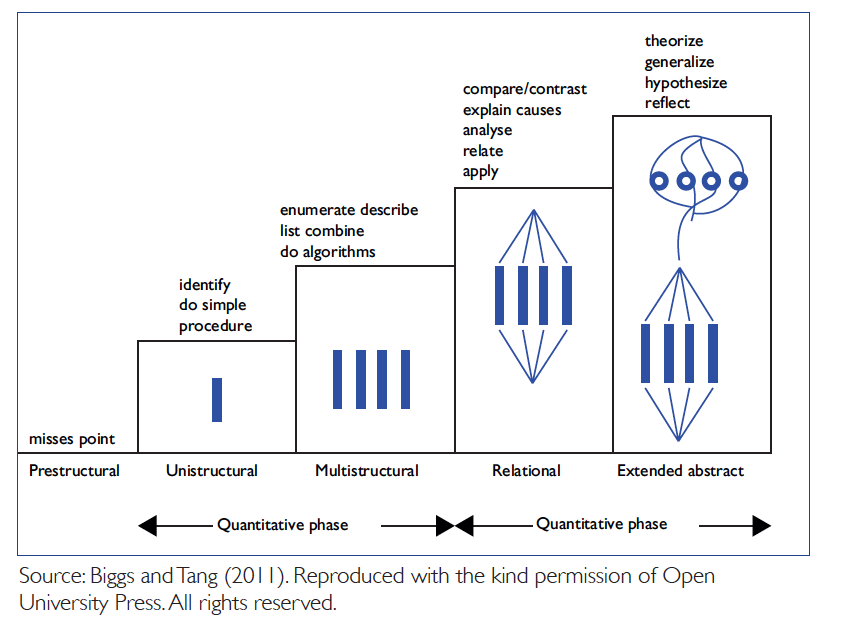 theorize
generalize
hypothesize
reflect
compare/contrast
explain causes
analyse
relate
apply
enumerate describe
list combine
do algorithms
identify
do simple
procedure
misses point
Prestructural
Unistructural
Multistructural
Relational
Extended abstract
Quantitative phase
Quantitative phase
Source: Biggs and Tang (2011). Reproduced with the kind permission of Open
University Press. All rights reserved.